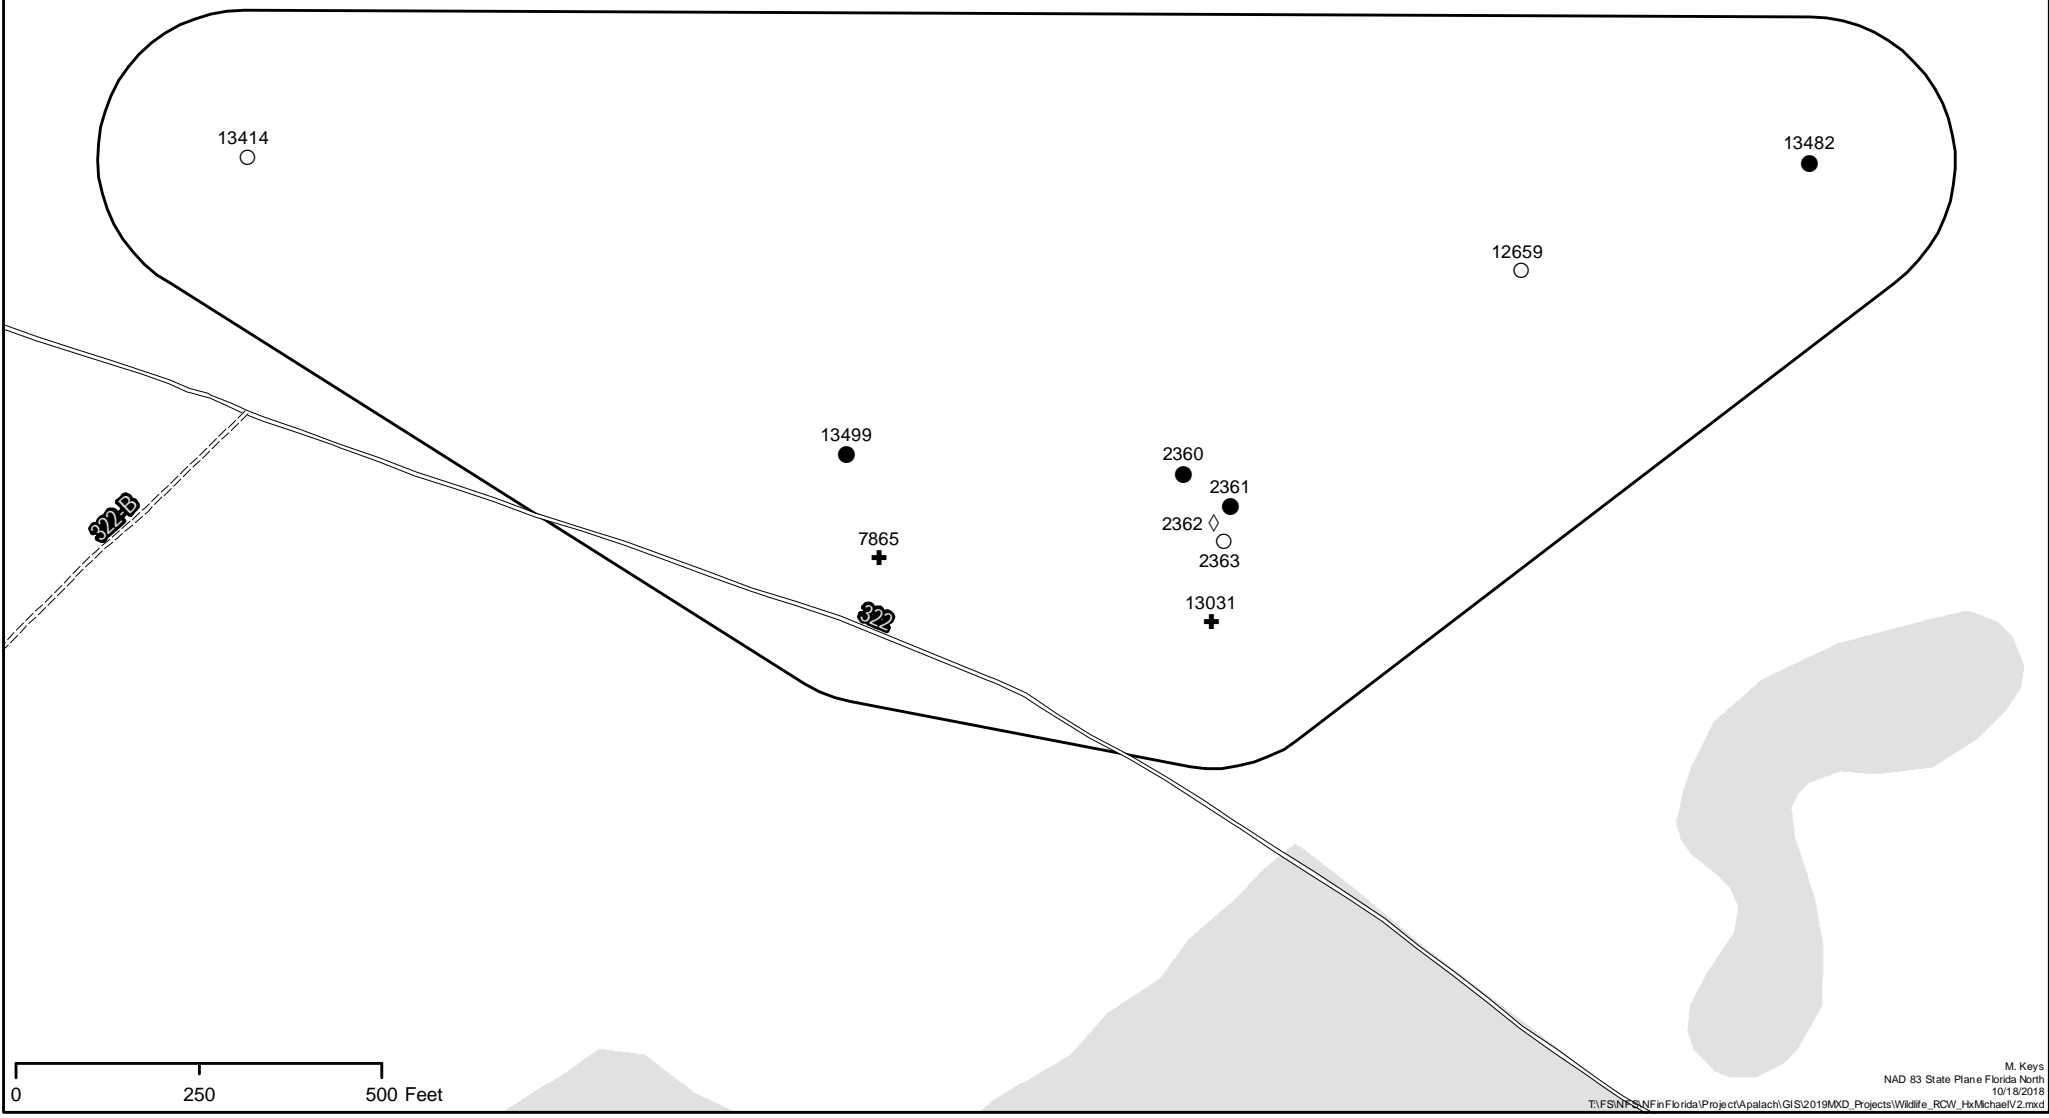 13414
13482
12659
13499
2360
2361
2362
2363
7865
13031
322-B
322
0 250 500 Feet
M. Keys
NAD 83 State Plane Florida North
10/18/2018
T:\FS\NFS\NFinFlorida\Project\Apalach\GIS\2019MXD_Projects\Wildlife_RCW_HxMichaelV2.mxd